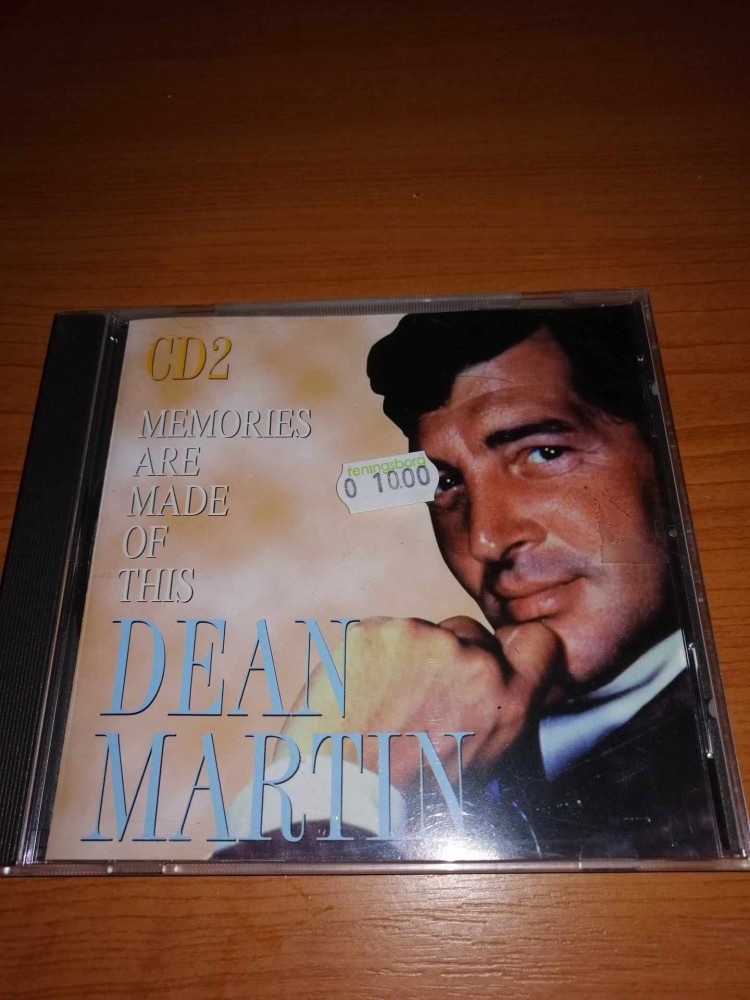 CD2
MEMORIES
ARE
MADE
OF
THIS
reningsborg
0 10.00
DEAN
MARTIN